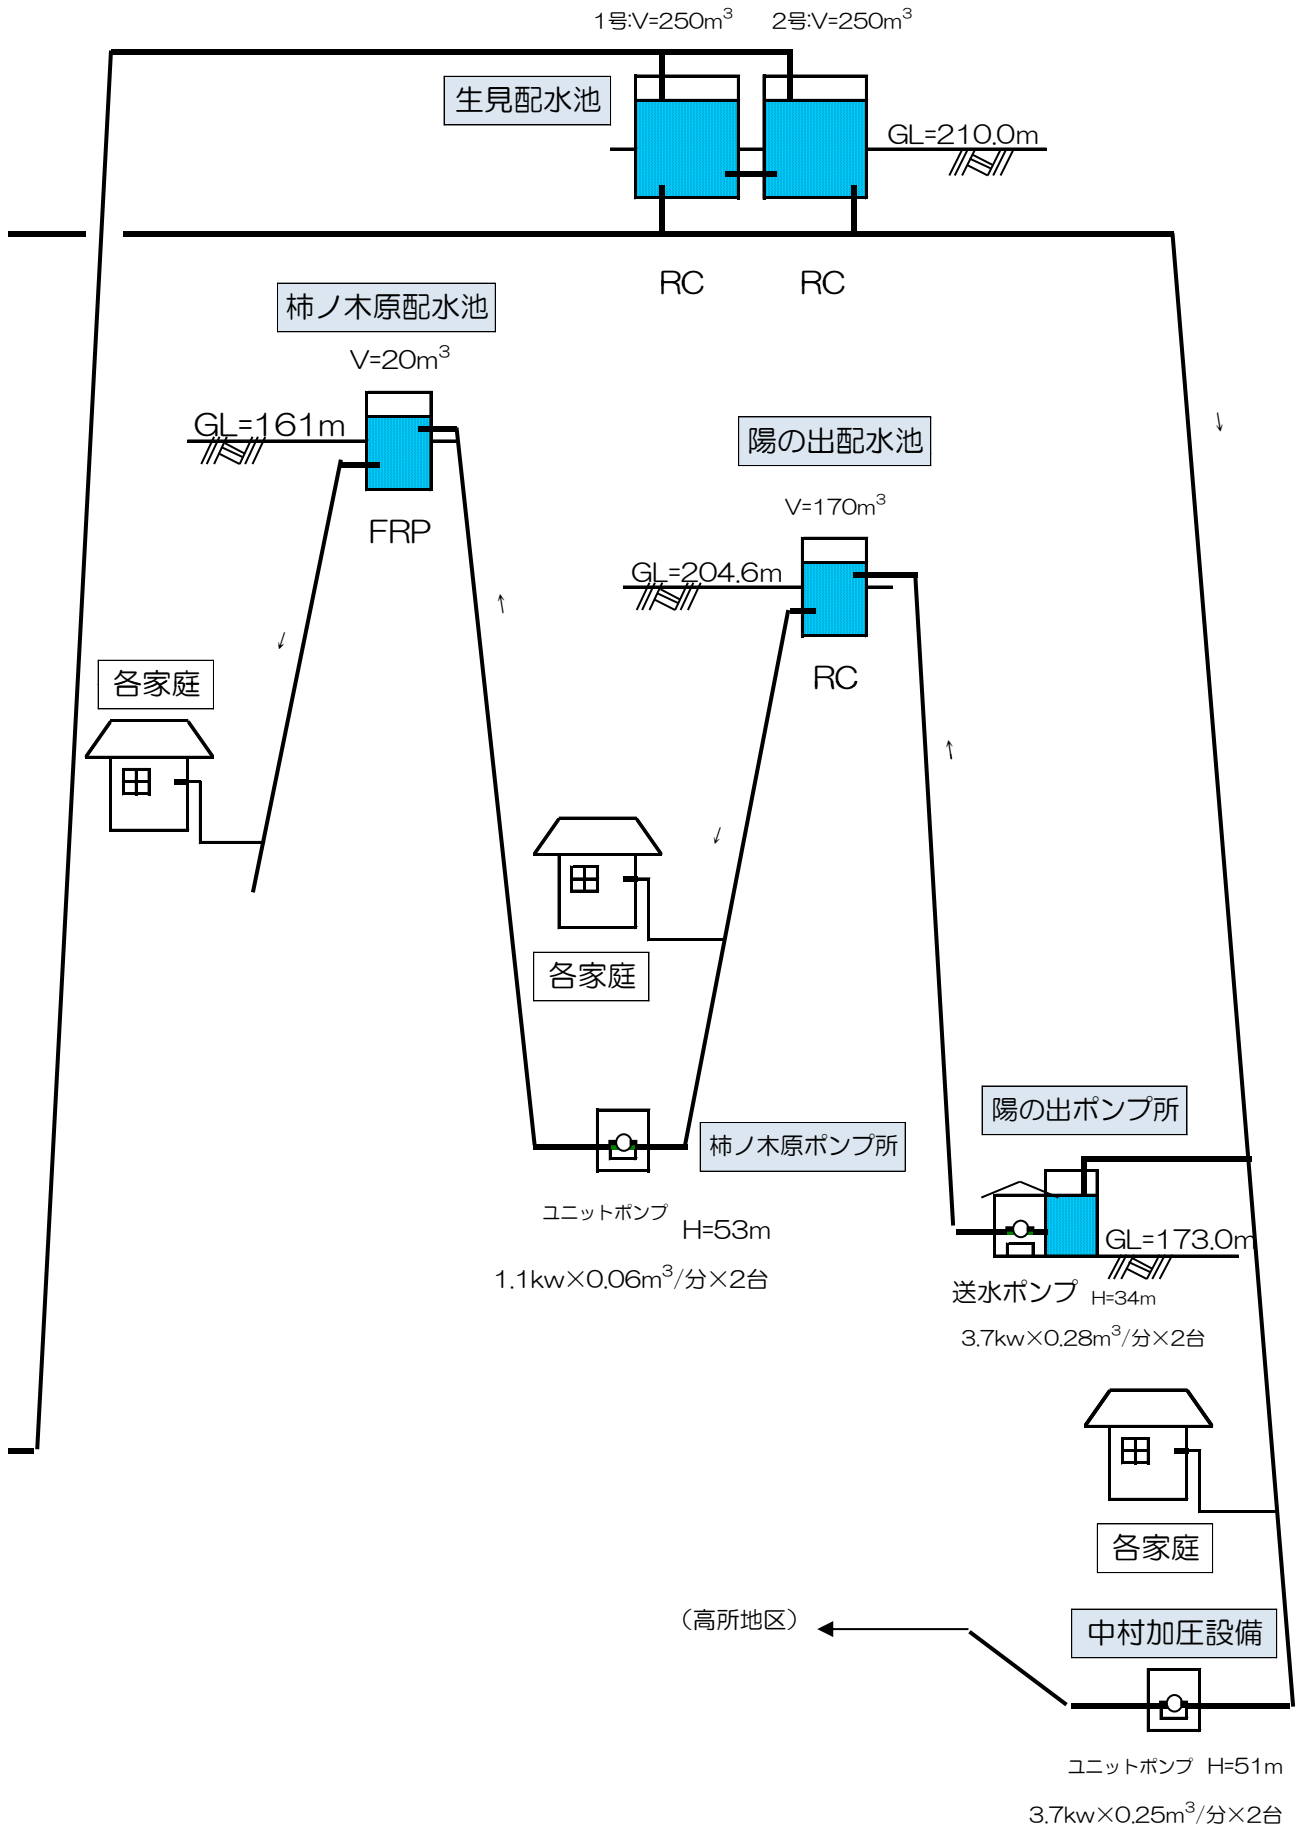 1号:V=250m³ 2号:V=250m³
生見配水池
GL=210.0m
RC RC
柿ノ木原配水池
V=20m³
GL=161m
FRP
陽の出配水池
V=170m³
GL=204.6m
RC
↓
↑
↓
各家庭
↑
↓
各家庭
陽の出ポンプ所
柿ノ木原ポンプ所
ユニットポンプ H=53m
1.1kw×0.06m³/分×2台
GL=173.0m
送水ポンプ H=34m
3.7kw×0.28m³/分×2台
各家庭
(高所地区)
中村加圧設備
ユニットポンプ H=51m
3.7kw×0.25m³/分×2台